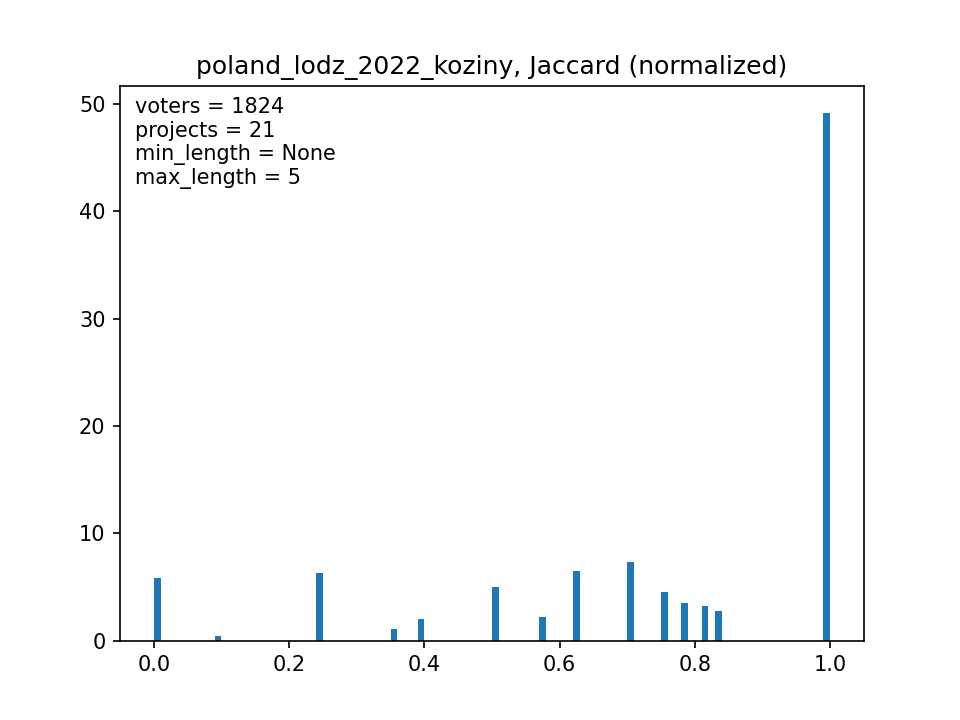 poland_lodz_2022_koziny, Jaccard (normalized)
voters = 1824
projects = 21
min_length = None
max_length = 5
50
40
30
20
10
0
0.0 0.2 0.4 0.6 0.8 1.0